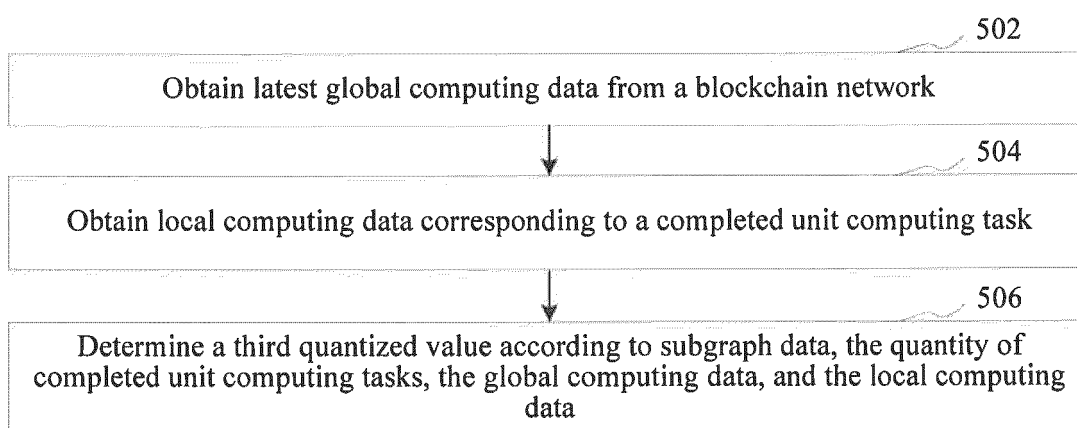 502
Obtain latest global computing data from a blockchain network
504
Obtain local computing data corresponding to a completed unit computing task
506
Determine a third quantized value according to subgraph data, the quantity of
completed unit computing tasks, the global computing data, and the local computing
data